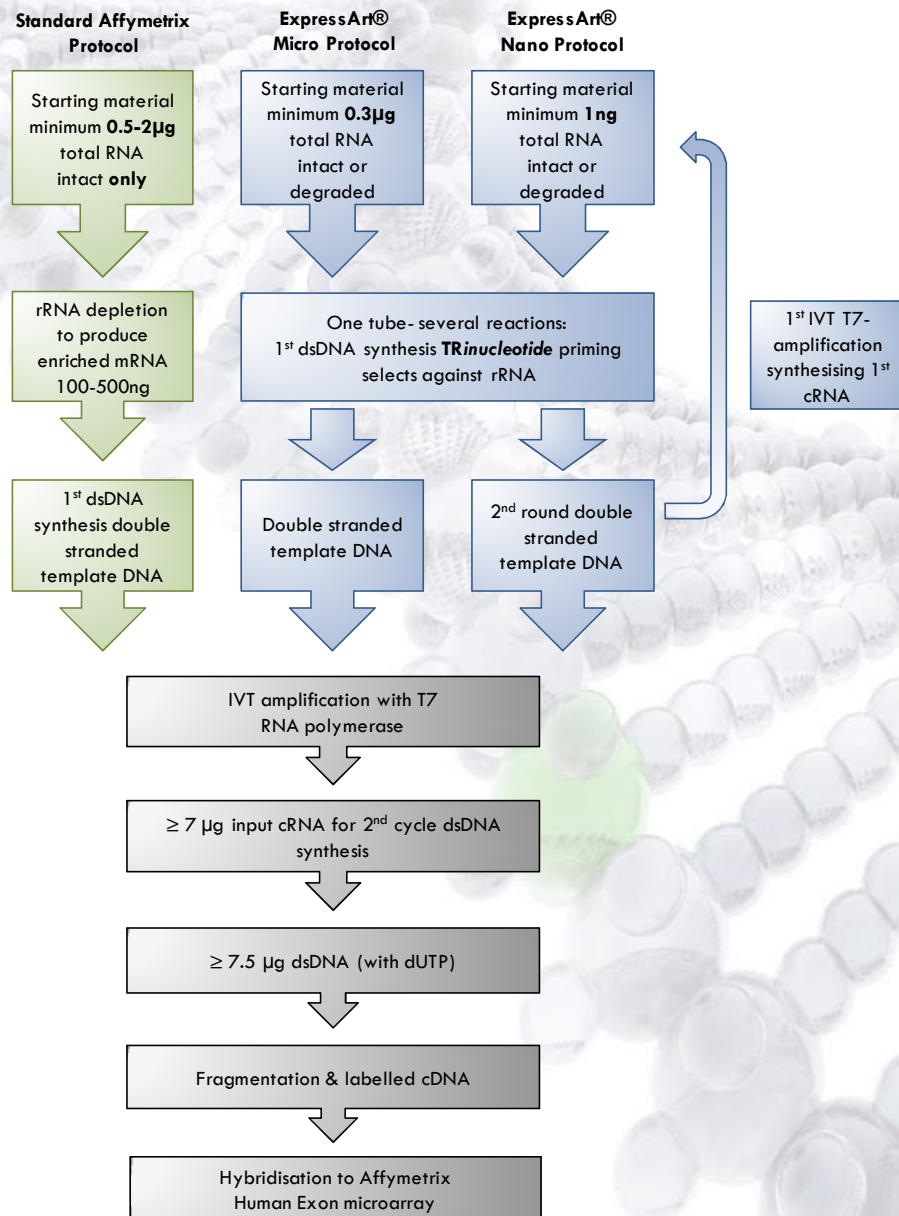 Standard Affymetrix
Protocol
ExpressArt®
Micro Protocol
ExpressArt®
Nano Protocol
Starting material
minimum 0.5-2µg
total RNA
intact only
Starting material
minimum 0.3µg
total RNA
intact or
degraded
Starting material
minimum 1ng
total RNA
intact or
degraded
rRNA depletion
to produce
enriched mRNA
100-500ng
One tube- several reactions:
1st dsDNA synthesis TRinucleotide priming
selects against rRNA
1st IVT T7-
amplification
synthesising 1st
cRNA
1st dsDNA
synthesis double
stranded
template DNA
Double stranded
template DNA
2nd round double
stranded
template DNA
IVT amplification with T7
RNA polymerase
≥ 7 µg input cRNA for 2nd cycle dsDNA
synthesis
≥ 7.5 µg dsDNA (with dUTP)
Fragmentation & labelled cDNA
Hybridisation to Affymetrix
Human Exon microarray